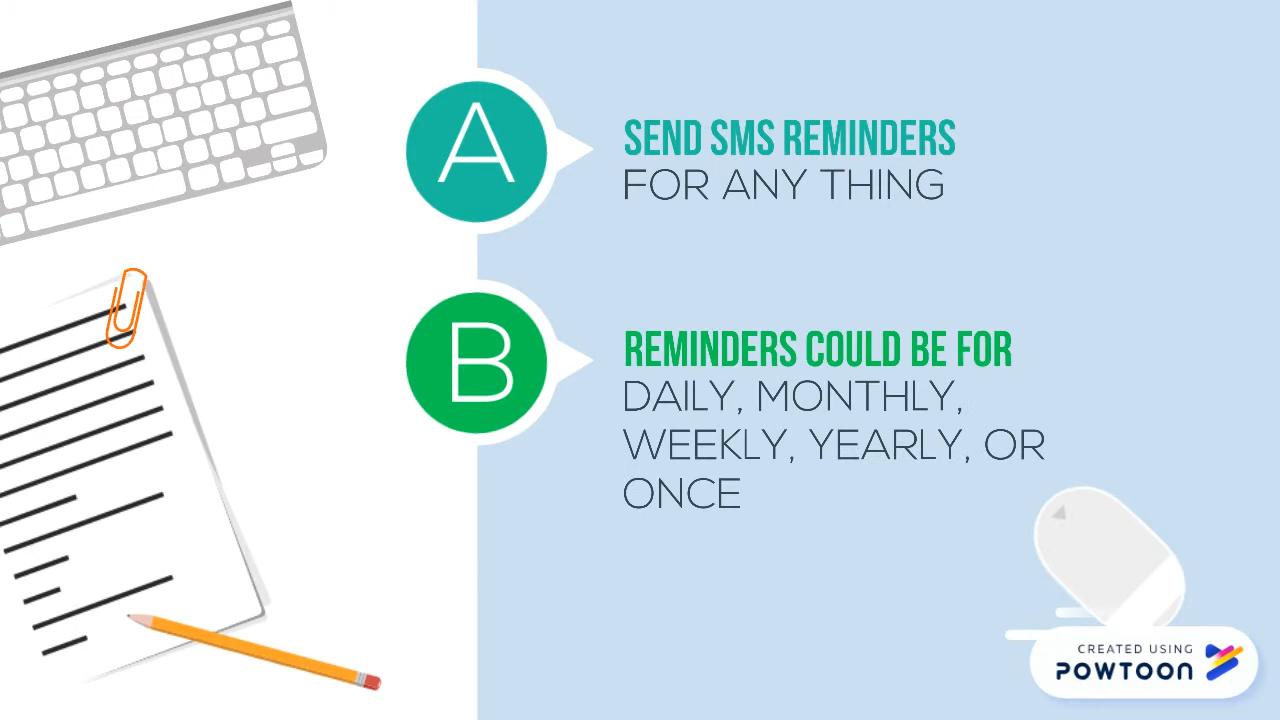 A
SEND SMS REMINDERS
FOR ANY THING
B
REMINDERS COULD BE FOR
DAILY, MONTHLY,
WEEKLY, YEARLY, OR
ONCE
CREATED USING
POWTOON